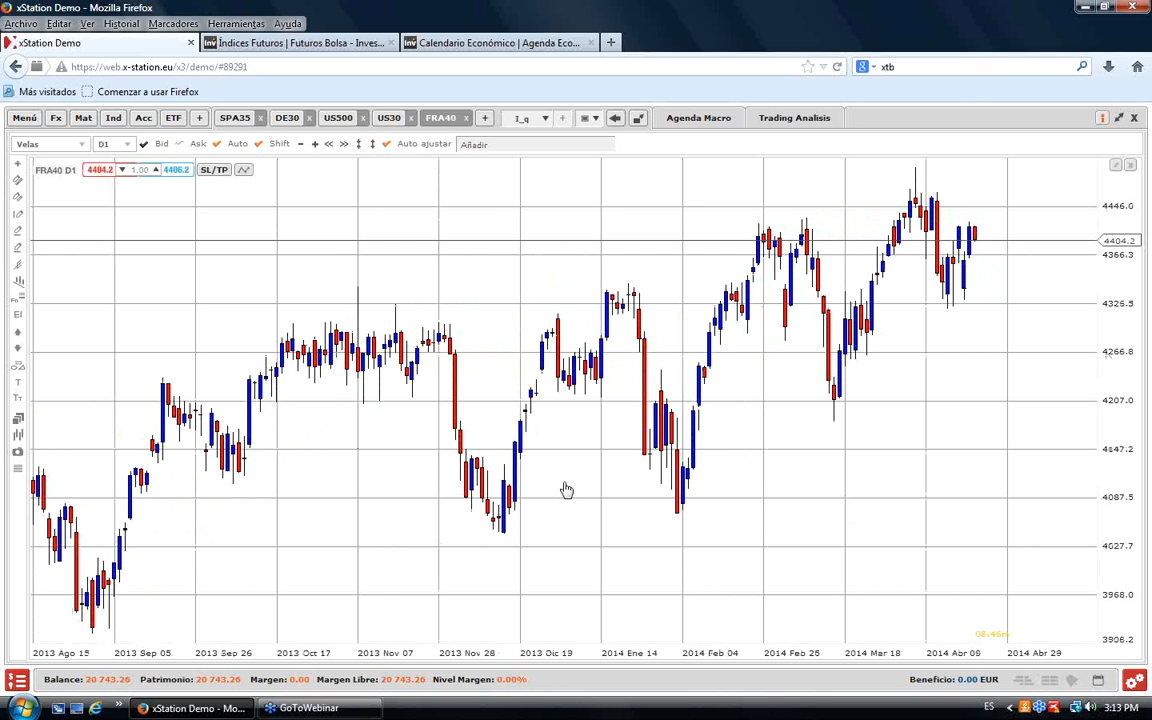 xStation Demo - Mozilla Firefox
Archivo Editar Ver Historial Marcadores Herramientas Ayuda
xStation Demo × Índices Futuros | Futuros Bolsa - Inves... × Calendario Económico | Agenda Eco... × +
https://web.x-station.eu/x3/demo/#89291 xtb
Más visitados Comenzar a usar Firefox
Menú Fx Mat Ind Acc ETF + SPA35 x DE30 x US500 x US30 x FRA40 x + I_q + Agenda Macro Trading Analisis
Velas D1 Bid Ask Auto Shift - + Auto ajustar Añadir
FRA40 D1 4404.2 1.00 4406.2 SL/TP
4446.6
4404.2
4366.3
4325.5
4266.8
4207.0
4147.2
4087.5
4027.7
3968.0
3906.2
08:46m
2013 Ago 15 2013 Sep 05 2013 Sep 26 2013 Oct 17 2013 Nov 07 2013 Nov 28 2013 Dic 19 2014 Ene 14 2014 Feb 04 2014 Feb 25 2014 Mar 18 2014 Abr 09 2014 Abr 29
Balance: 20 743.26 Patrimonio: 20 743.26 Margen: 0.00 Margen Libre: 20 743.26 Nivel Margen: 0.00% Beneficio: 0.00 EUR
xStation Demo - Mo... GoToWebinar ES 3:13 PM